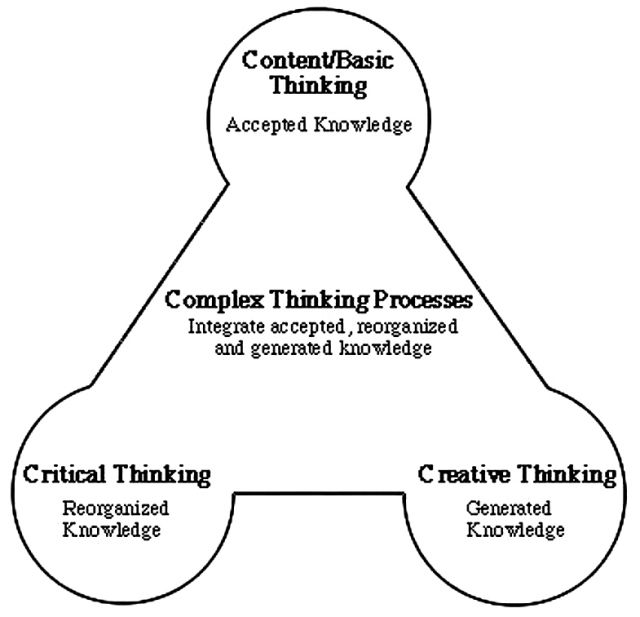 Content/Basic
Thinking
Accepted Knowledge
Complex Thinking Processes
Integrate accepted, reorganized
and generated knowledge
Critical Thinking
Reorganized
Knowledge
Creative Thinking
Generated
Knowledge